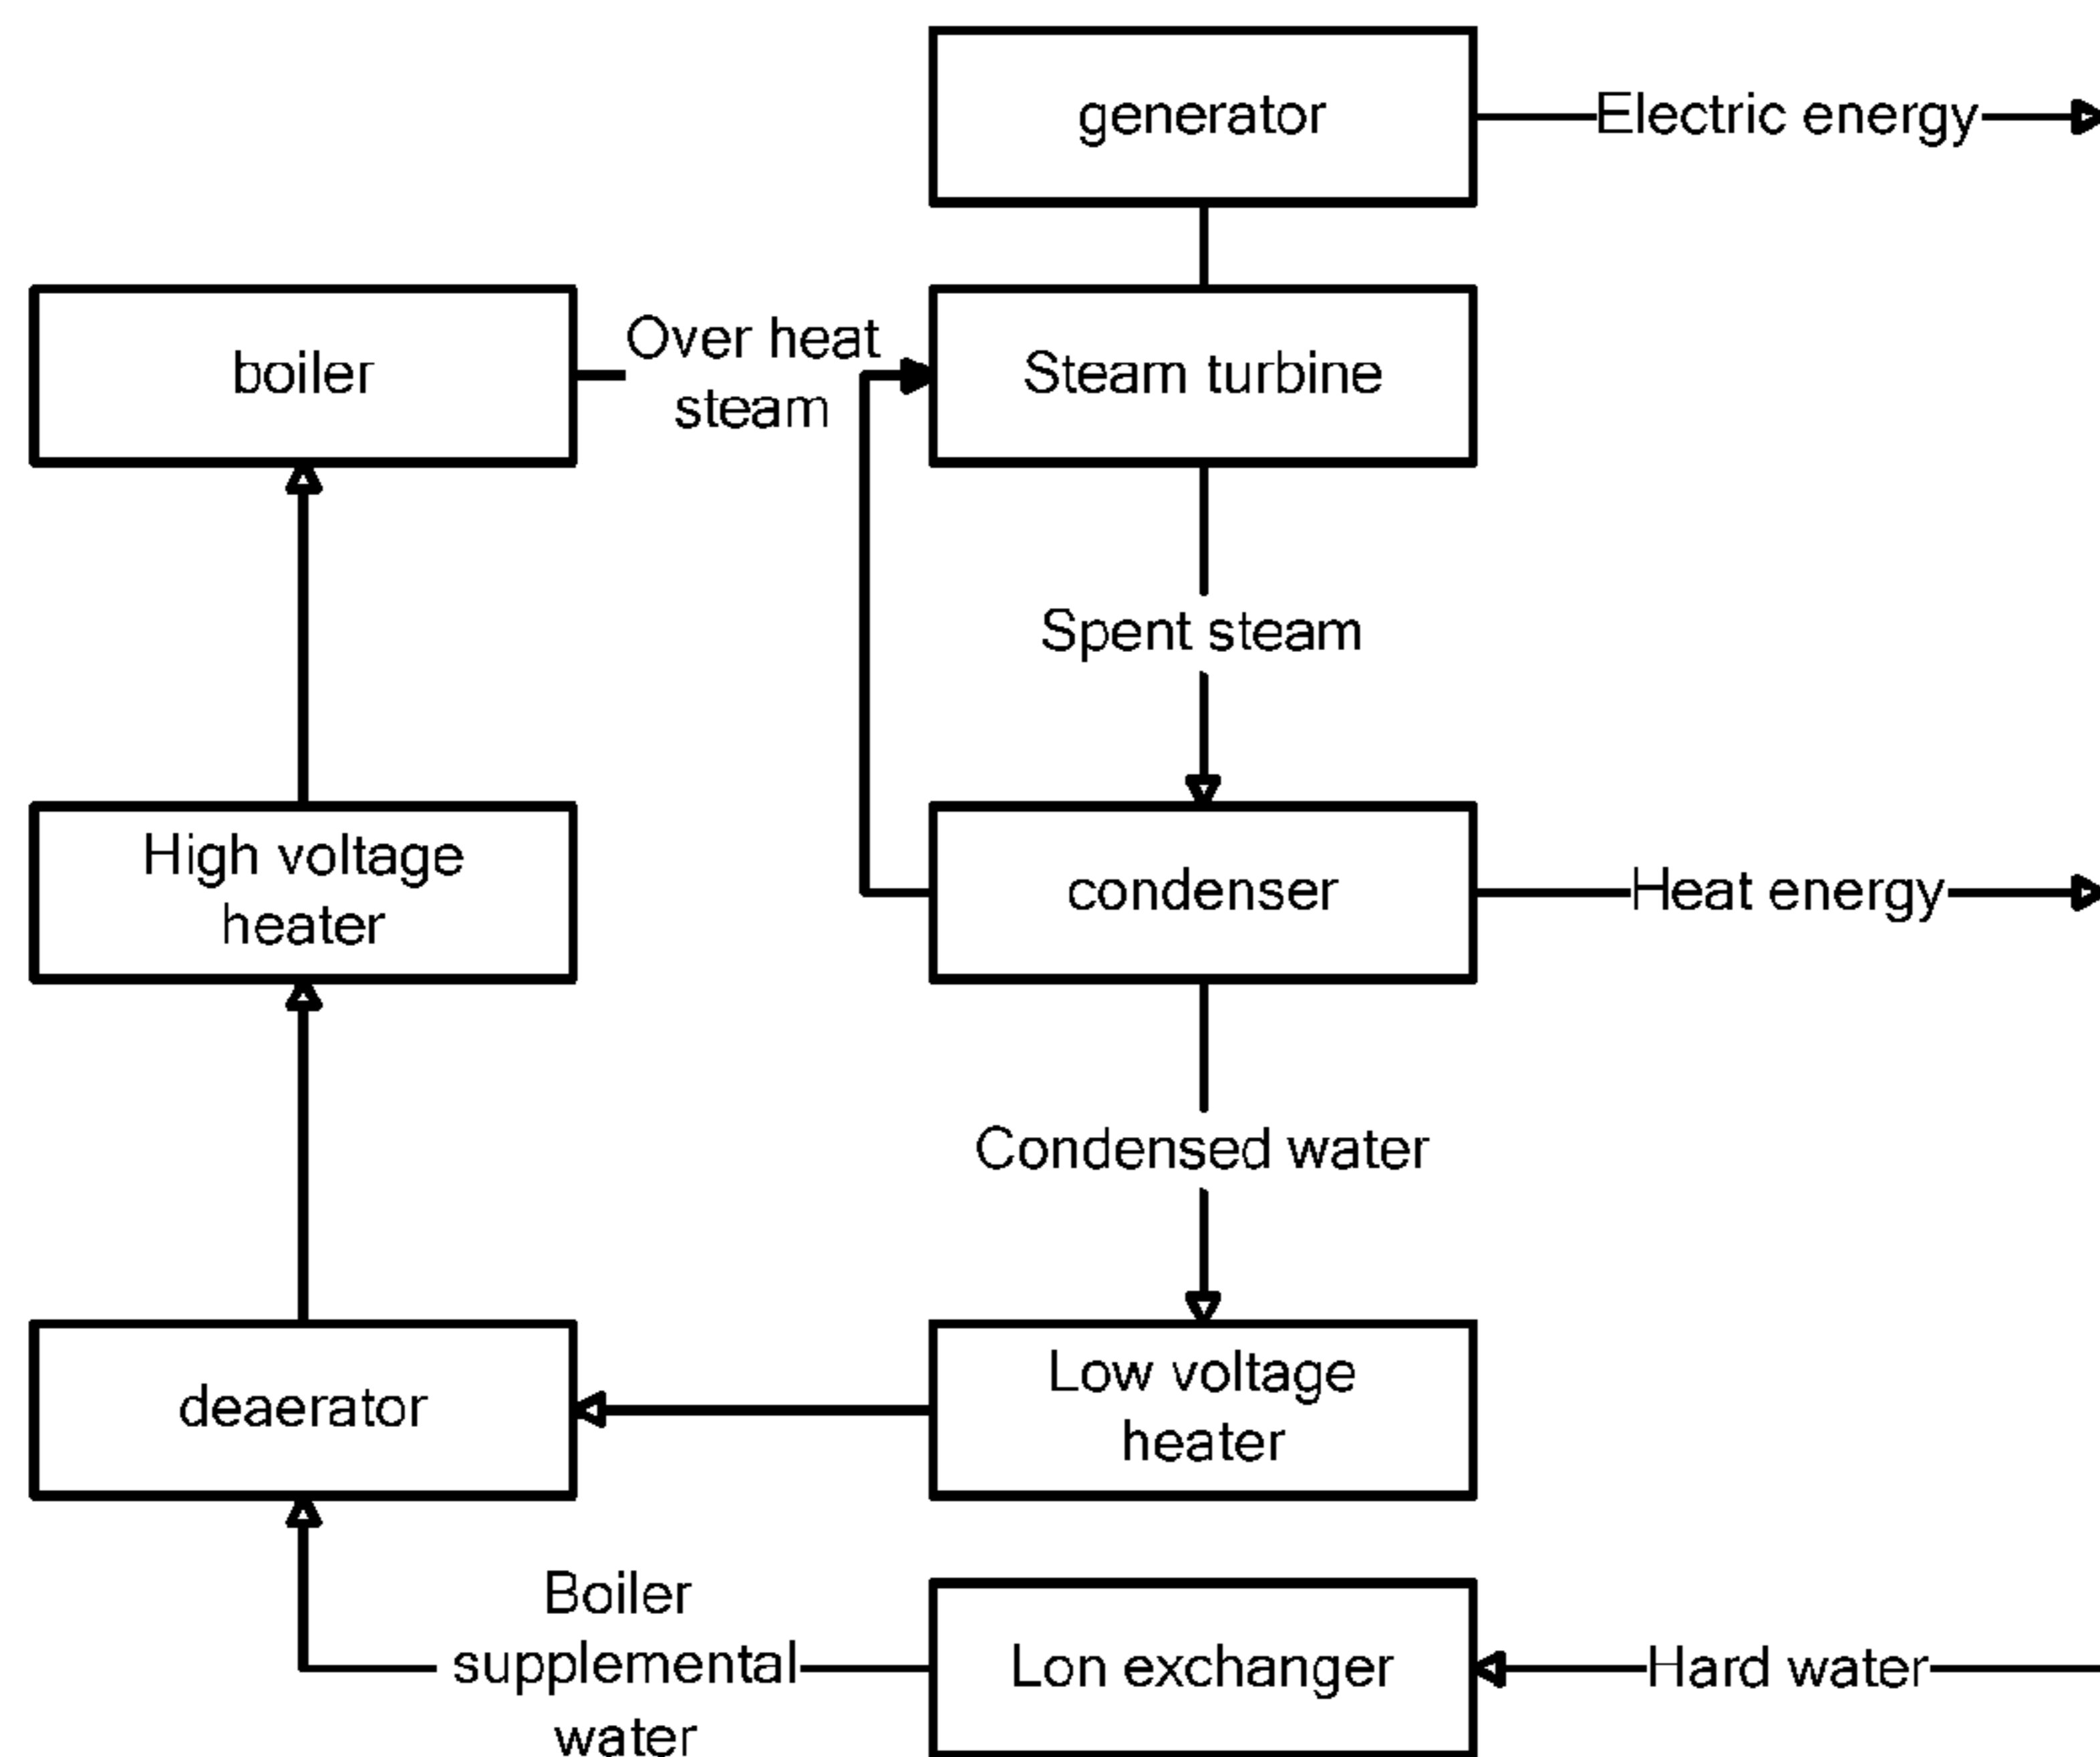 generator
Electric energy
boiler
Over heat
steam
Steam turbine
Spent steam
High voltage
heater
condenser
Heat energy
Condensed water
deaerator
Low voltage
heater
Boiler
supplemental
water
Lon exchanger
Hard water